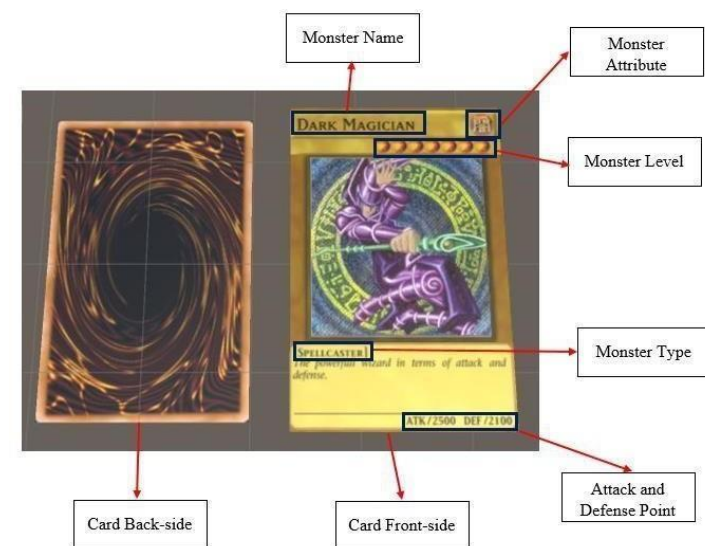 Monster Name
Monster
Attribute
DARK MAGICIAN
Monster Level
SPELLCASTER]
The powerfull wizard in terms of attack and
defense.
Monster Type
ATK/2500 DEF/2100
Attack and
Defense Point
Card Back-side
Card Front-side